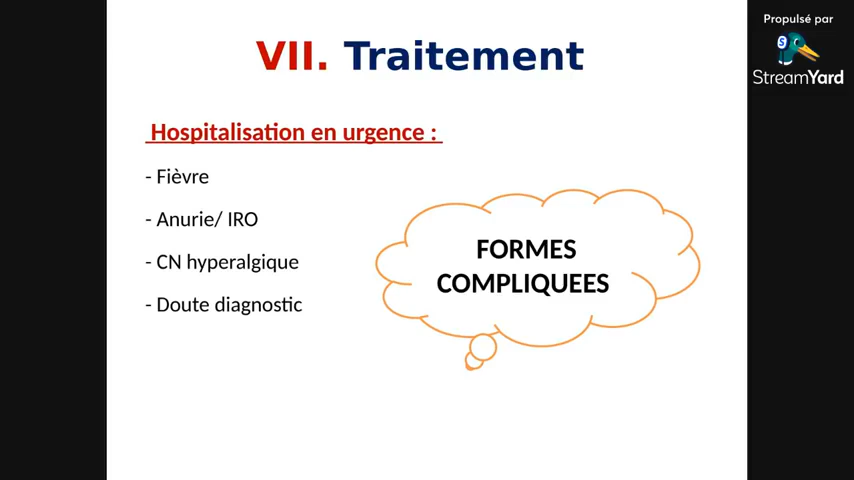 Propulsé par
StreamYard
VII. Traitement
Hospitalisation en urgence :
- Fièvre
- Anurie/ IRO
- CN hyperalgique
- Doute diagnostic
FORMES
COMPLIQUEES